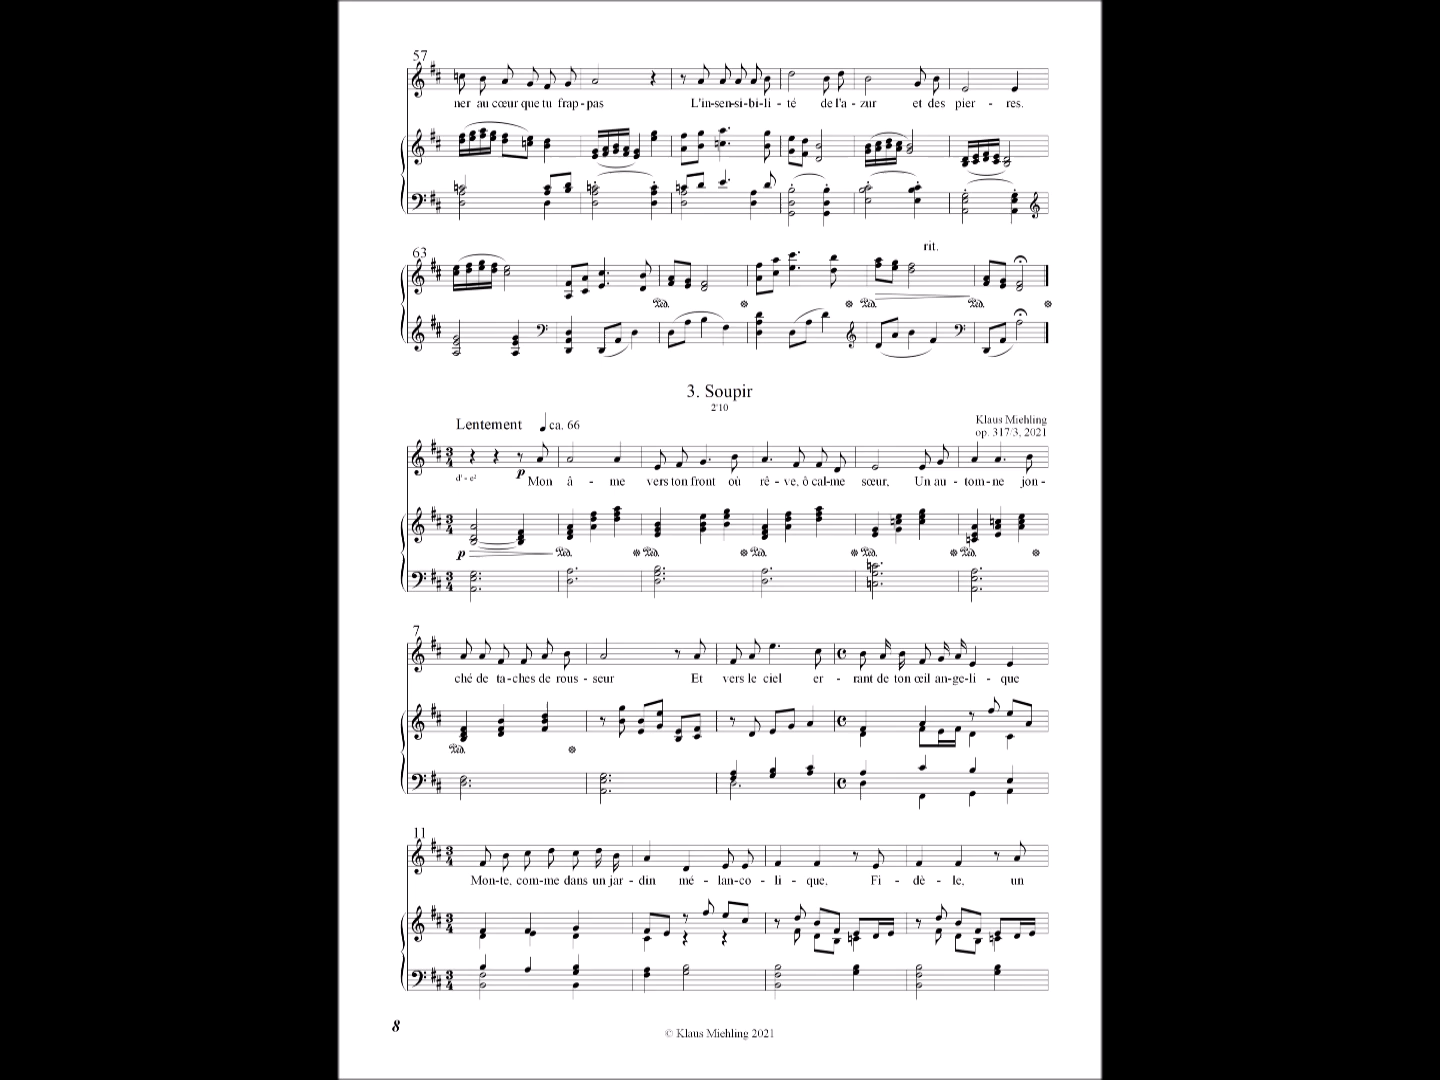 57
ner au cœur que tu frap-pas L'in-sen-si-bi-li-té de l'a-zur et des pier-res.
63
rit.
3. Soupir
2'10
Lentement ca. 66
Klaus Miehling
op. 317/3, 2021
p
d' - e²
Mon â-me vers ton front où rê-ve, ô cal-me sœur, Un au-tom-ne jon-
p
7
ché de ta-ches de rous-seur Et vers le ciel er-rant de ton œil an-ge-li-que
11
Mon-te, com-me dans un jar-din mé-lan-co-li-que, Fi-dè-le, un
8
© Klaus Miehling 2021